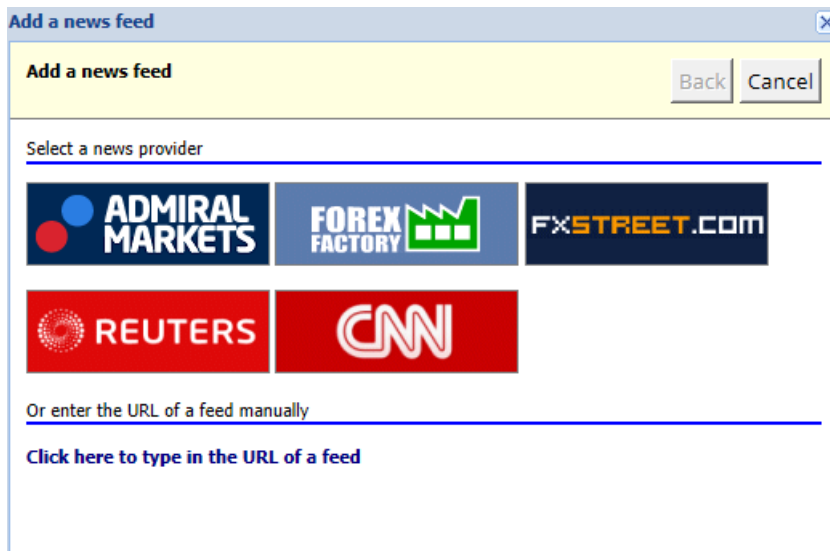 Add a news feed
Add a news feed
Back Cancel
Select a news provider
ADMIRAL
MARKETS
FOREX
FACTORY
FXSTREET.COM
REUTERS
CNN
Or enter the URL of a feed manually
Click here to type in the URL of a feed